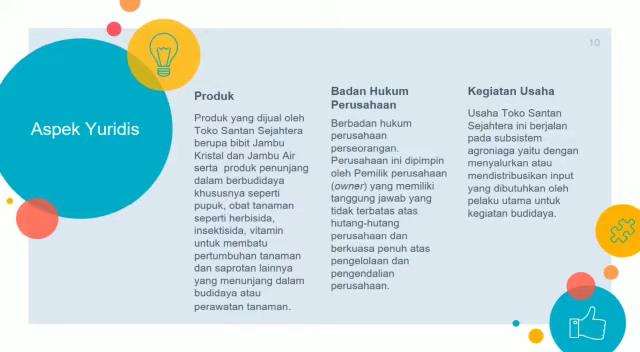 10
Aspek Yuridis
Produk
Produk yang dijual oleh
Toko Santan Sejahtera
berupa bibit Jambu
Kristal dan Jambu Air
serta produk penunjang
dalam berbudidaya
khususnya seperti
pupuk, obat tanaman
seperti herbisida,
insektisida, vitamin
untuk membatu
pertumbuhan tanaman
dan saprotan lainnya
yang menunjang dalam
budidaya atau
perawatan tanaman.
Badan Hukum
Perusahaan
Berbadan hukum
perusahaan
perseorangan.
Perusahaan ini dipimpin
oleh Pemilik perusahaan
(owner) yang memiliki
tanggung jawab yang
tidak terbatas atas
hutang-hutang
perusahaan dan
berkuasa penuh atas
pengelolaan dan
pengendalian
perusahaan.
Kegiatan Usaha
Usaha Toko Santan
Sejahtera ini berjalan
pada subsistem
agroniaga yaitu dengan
menyalurkan atau
mendistribusikan input
yang dibutuhkan oleh
pelaku utama untuk
kegiatan budidaya.